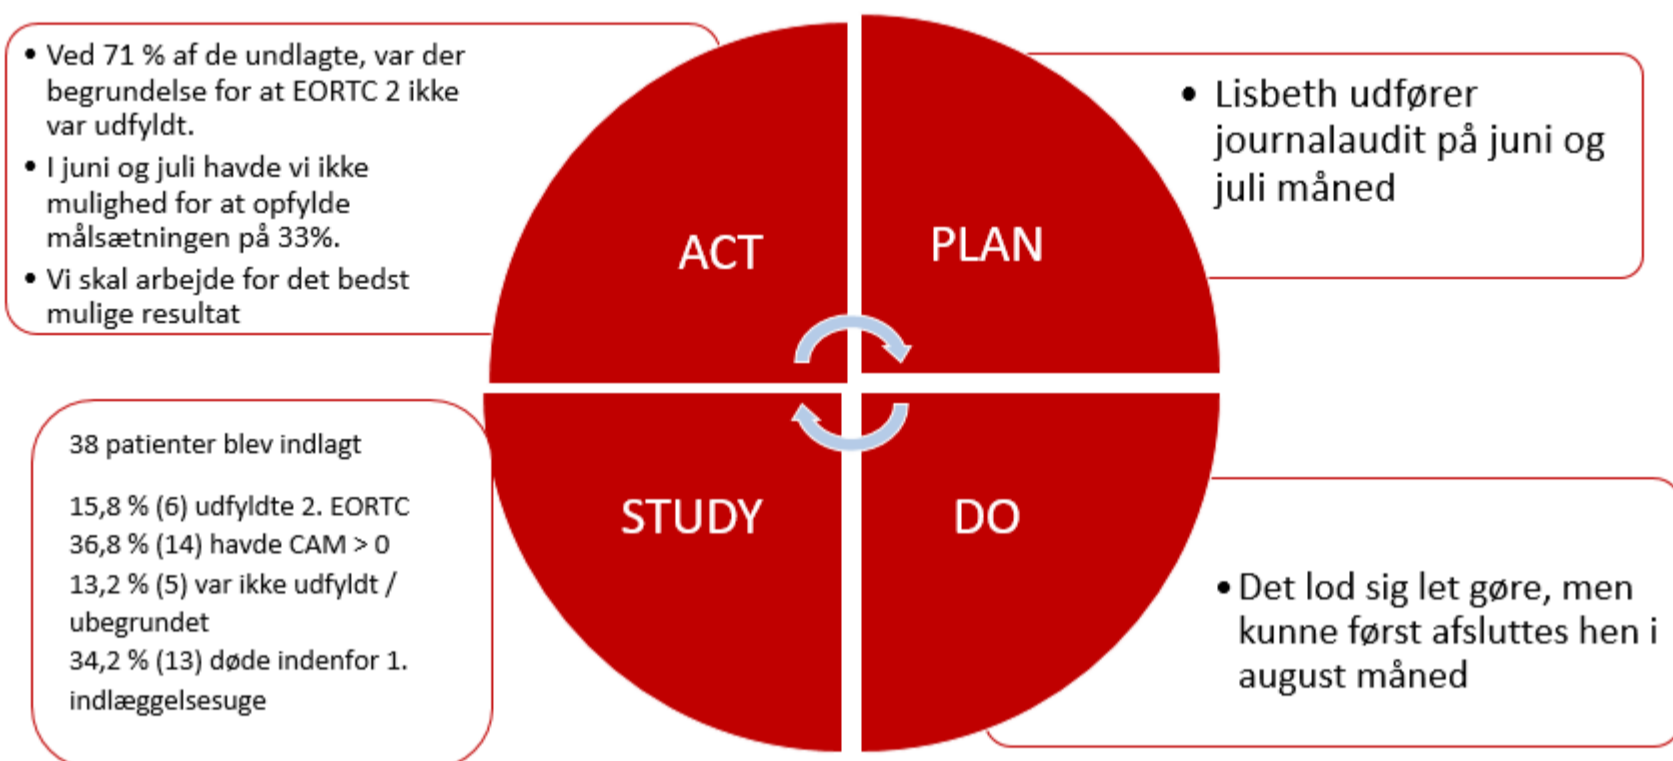 • Ved 71 % af de undlagte, var der
begrundelse for at EORTC 2 ikke
var udfyldt.
• I juni og juli havde vi ikke
mulighed for at opfylde
målsætningen på 33%.
• Vi skal arbejde for det bedst
mulige resultat
ACT
PLAN
• Lisbeth udfører
journalaudit på juni og
juli måned
38 patienter blev indlagt
15,8 % (6) udfyldte 2. EORTC
36,8 % (14) havde CAM > 0
13,2 % (5) var ikke udfyldt /
ubegrundet
34,2 % (13) døde indenfor 1.
indlæggelsesuge
STUDY
DO
• Det lod sig let gøre, men
kunne først afsluttes hen i
august måned